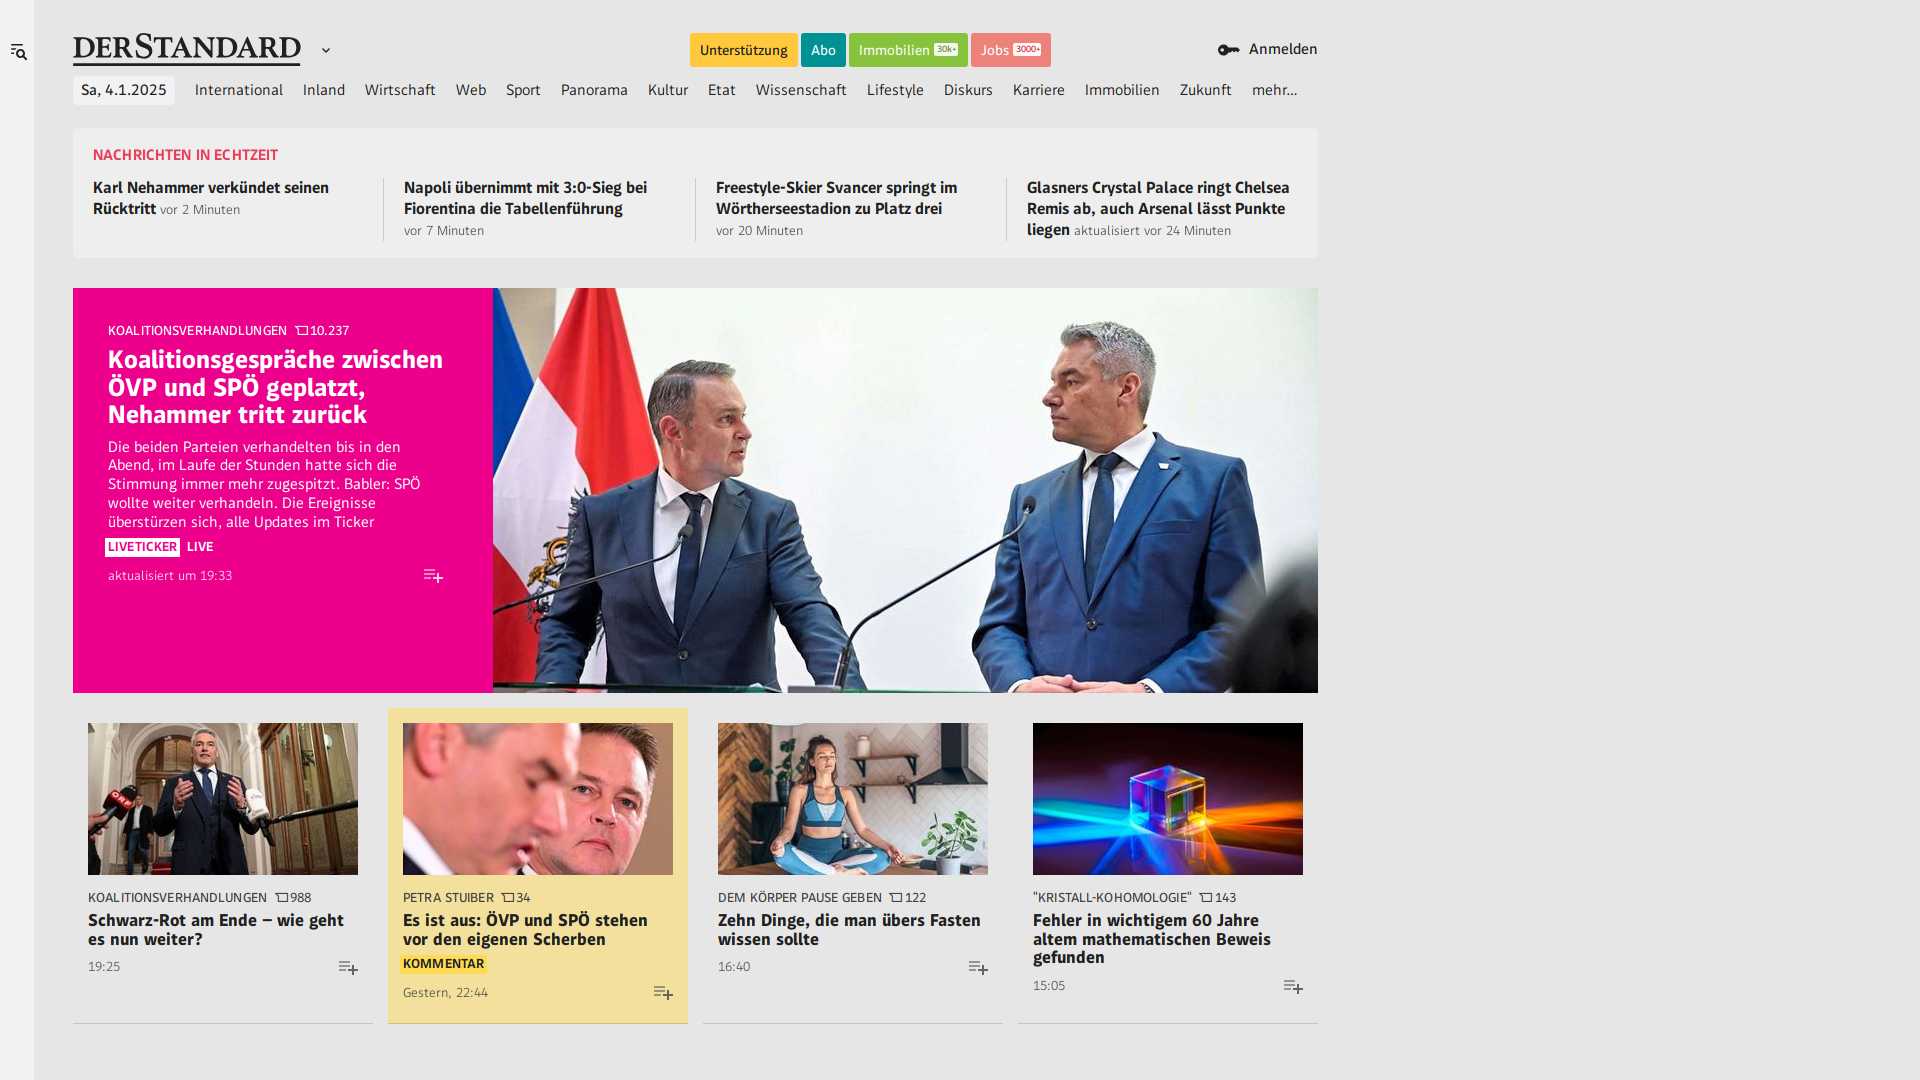 DERSTANDARD
Unterstützung
Abo
Immobilien 30k+
Jobs 3000+
Anmelden
Sa, 4.1.2025
International
Inland
Wirtschaft
Web
Sport
Panorama
Kultur
Etat
Wissenschaft
Lifestyle
Diskurs
Karriere
Immobilien
Zukunft
mehr…
NACHRICHTEN IN ECHTZEIT
Karl Nehammer verkündet seinen
Rücktritt vor 2 Minuten
Napoli übernimmt mit 3:0-Sieg bei
Fiorentina die Tabellenführung
vor 7 Minuten
Freestyle-Skier Svancer springt im
Wörtherseestadion zu Platz drei
vor 20 Minuten
Glasners Crystal Palace ringt Chelsea
Remis ab, auch Arsenal lässt Punkte
liegen aktualisiert vor 24 Minuten
KOALITIONSVERHANDLUNGEN 10.237
Koalitionsgespräche zwischen
ÖVP und SPÖ geplatzt,
Nehammer tritt zurück
Die beiden Parteien verhandelten bis in den
Abend, im Laufe der Stunden hatte sich die
Stimmung immer mehr zugespitzt. Babler: SPÖ
wollte weiter verhandeln. Die Ereignisse
überstürzen sich, alle Updates im Ticker
LIVETICKER LIVE
aktualisiert um 19:33
ORF
KOALITIONSVERHANDLUNGEN 988
Schwarz-Rot am Ende – wie geht
es nun weiter?
19:25
PETRA STUIBER 34
Es ist aus: ÖVP und SPÖ stehen
vor den eigenen Scherben
KOMMENTAR
Gestern, 22:44
DEM KÖRPER PAUSE GEBEN 122
Zehn Dinge, die man übers Fasten
wissen sollte
16:40
"KRISTALL-KOHOMOLOGIE" 143
Fehler in wichtigem 60 Jahre
altem mathematischen Beweis
gefunden
15:05